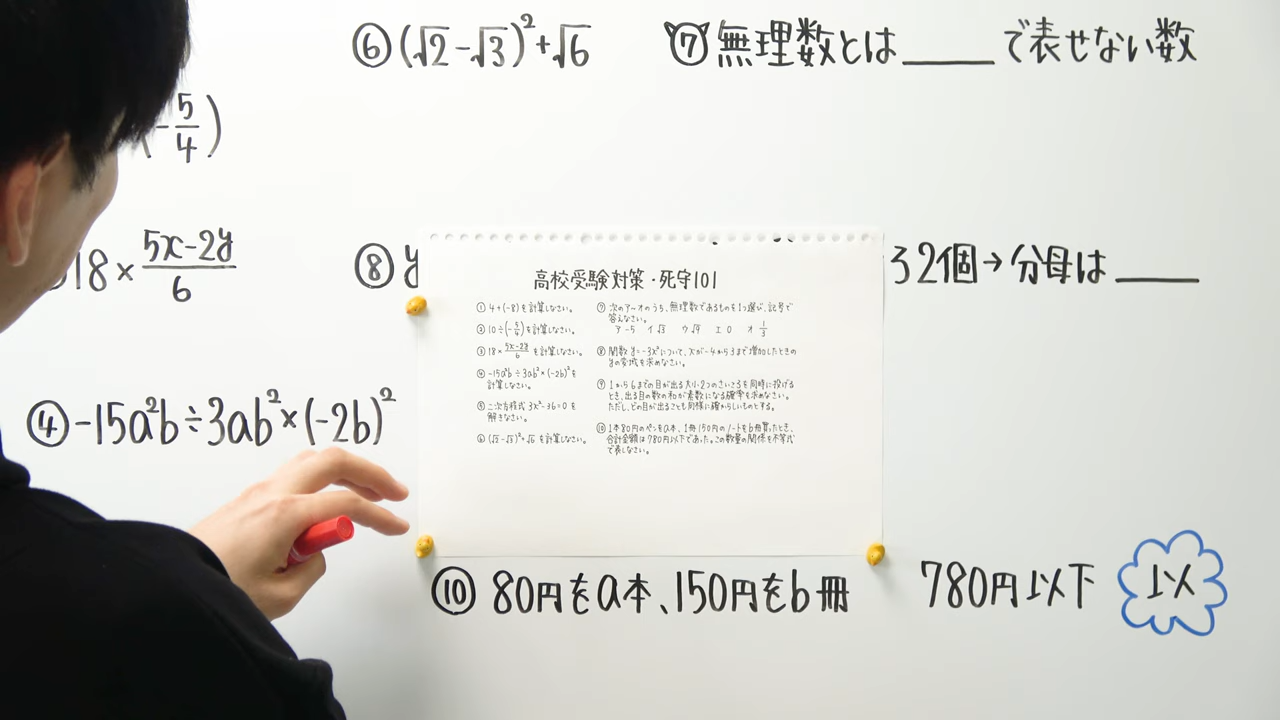 ⑥ (√2-√3)²+√6
⑦ 無理数とは____で表せない数
-5/4)
18×(5x-2y)/6
⑧ y
2個→分母は____
④ -15a²b÷3ab²×(-2b)²
⑩ 80円をa本、150円をb冊 780円以下 以
高校受験対策・死守101
① 4+(-8)を計算しなさい。
② 10÷(-5/4)を計算しなさい。
③ 18×(5x-2y)/6 を計算しなさい。
④ -15a²b÷3ab²×(-2b)²を
計算しなさい。
⑤ 二次方程式 3x²-36=0を
解きなさい。
⑥ (√2-√3)²+√6 を計算しなさい。
⑦ 次のア〜オのうち、無理数であるものを1つ選び、記号で
答えなさい。
ア -5 イ √3 ウ √9 エ 0 オ 1/3
⑧ 関数 y=-3x²について、xが-4から3まで増加したときの
yの変域を求めなさい。
⑨ 1から6までの目が出る大小2つのさいころを同時に投げる
とき、出る目の数の和が素数になる確率を求めなさい。
ただし、どの目が出ることも同様に確からしいものとする。
⑩ 1本80円のペンをa本、1冊150円のノートをb冊買ったとき、
合計金額は780円以下であった。この数量の関係を不等式
で表しなさい。